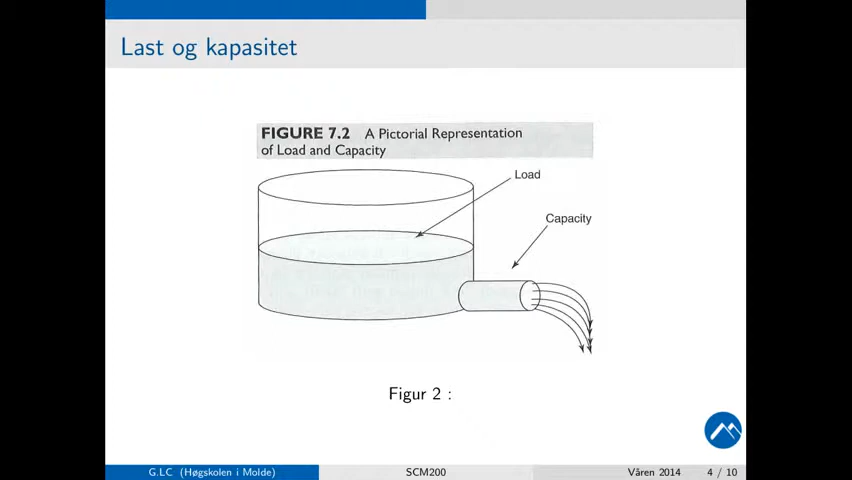 Last og kapasitet
FIGURE 7.2 A Pictorial Representation
of Load and Capacity
Load
Capacity
Figur 2 :
G.LC (Høgskolen i Molde) SCM200 Våren 2014 4 / 10